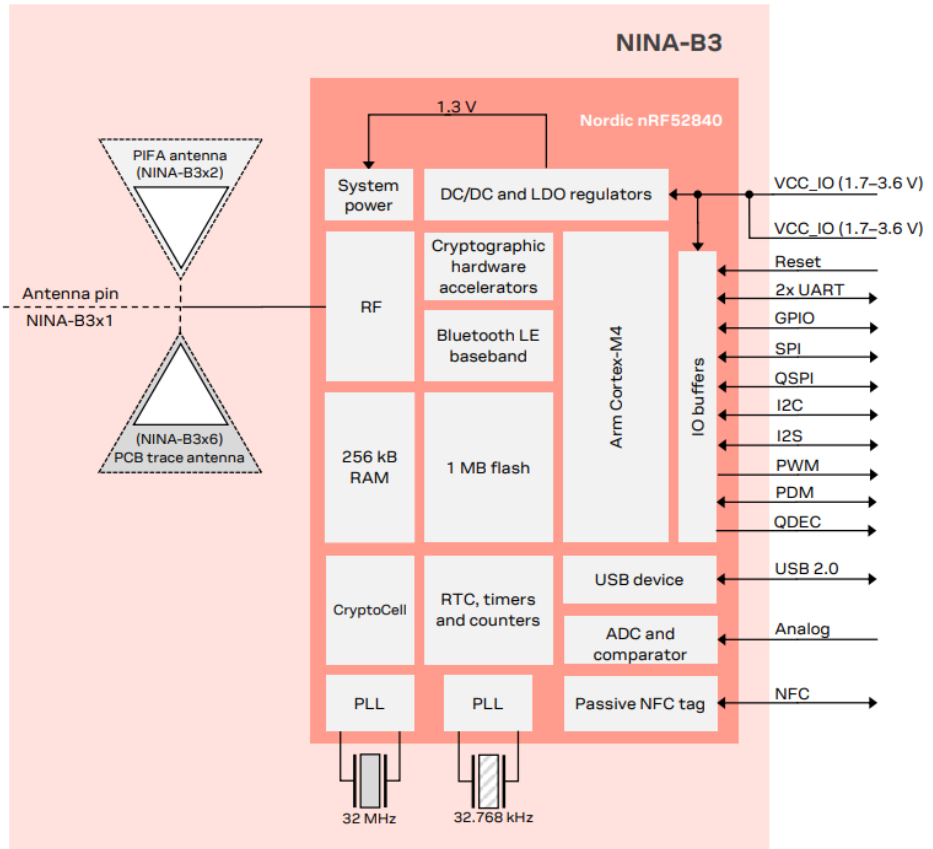 NINA-B3
1.3 V
Nordic nRF52840
PIFA antenna
(NINA-B3x2)
System
power
DC/DC and LDO regulators
VCC_IO (1.7–3.6 V)
VCC_IO (1.7–3.6 V)
Antenna pin
NINA-B3x1
RF
Cryptographic
hardware
accelerators
Bluetooth LE
baseband
Arm Cortex-M4
IO buffers
Reset
2x UART
GPIO
SPI
QSPI
I2C
I2S
PWM
PDM
QDEC
(NINA-B3x6)
PCB trace antenna
256 kB
RAM
1 MB flash
CryptoCell
RTC, timers
and counters
USB device
USB 2.0
ADC and
comparator
Analog
PLL
PLL
Passive NFC tag
NFC
32 MHz
32.768 kHz